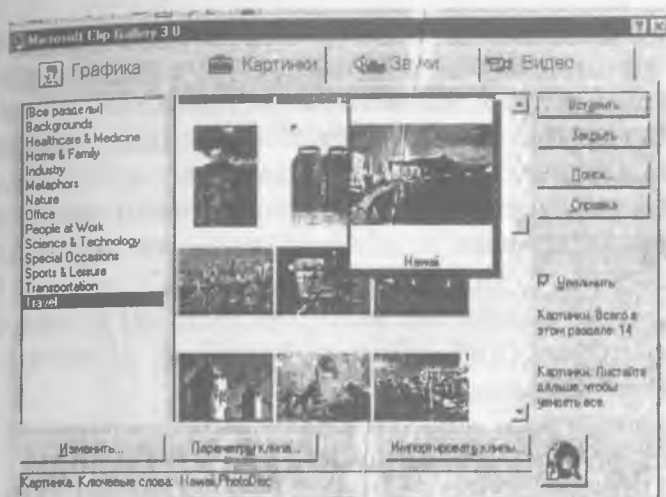 Microsoft Clip Gallery 3.0
Графика
Картинки
Звуки
Видео
(Все разделы)
Backgrounds
Healthcare & Medicine
Home & Family
Industry
Metaphors
Nature
Office
People at Work
Science & Technology
Special Occasions
Sports & Leisure
Transportation
Travel
Hawaii
Вставить
Закрыть
Поиск...
Справка
Увеличить
Картинки. Всего в
этом разделе: 14
Картинки. Листайте
дальше, чтобы
увидеть все.
Изменить...
Параметры клипа...
Импортировать клипы...
Картинка. Ключевые слова: Hawaii,PhotoDisc